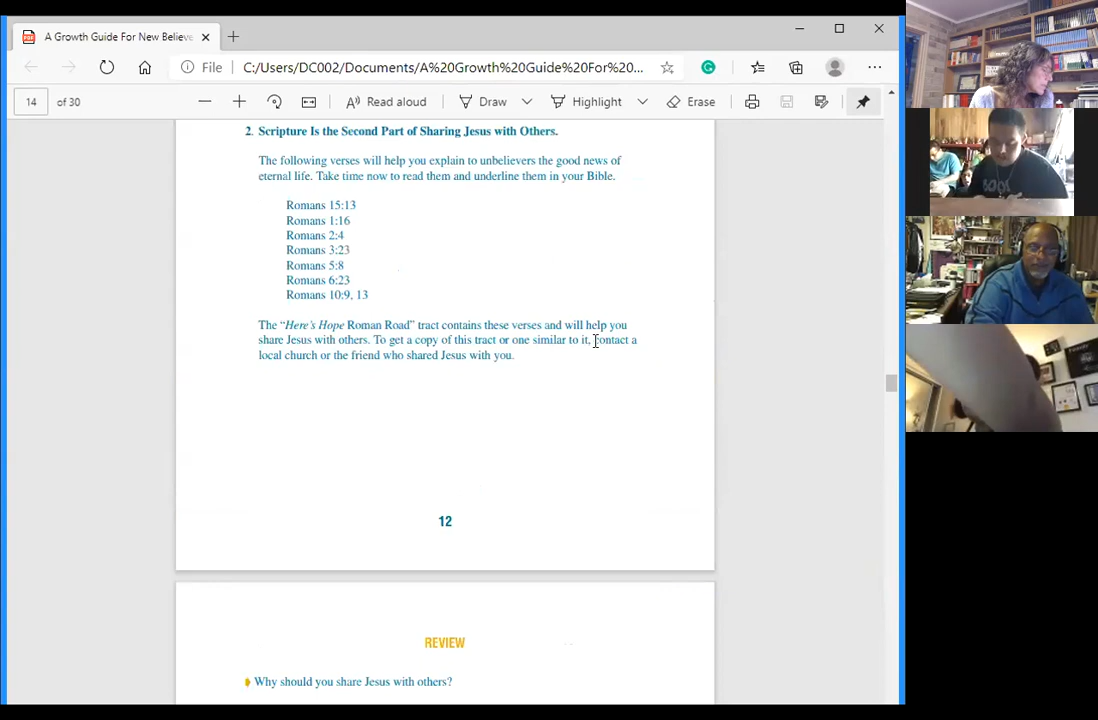 A Growth Guide For New Believe
File
C:/Users/DC002/Documents/A%20Growth%20Guide%20For%20...
14 of 30
Read aloud
Draw
Highlight
Erase
2. Scripture Is the Second Part of Sharing Jesus with Others.
The following verses will help you explain to unbelievers the good news of
eternal life. Take time now to read them and underline them in your Bible.
Romans 15:13
Romans 1:16
Romans 2:4
Romans 3:23
Romans 5:8
Romans 6:23
Romans 10:9, 13
The “Here’s Hope Roman Road” tract contains these verses and will help you
share Jesus with others. To get a copy of this tract or one similar to it, contact a
local church or the friend who shared Jesus with you.
12
REVIEW
Why should you share Jesus with others?